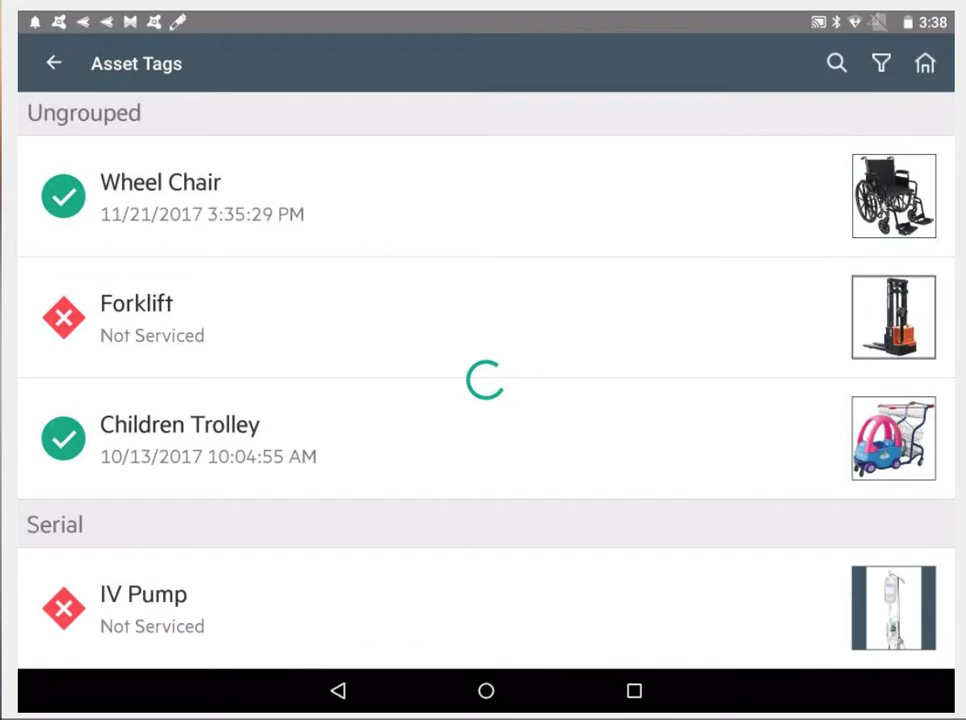 3:38
Asset Tags
Ungrouped
Wheel Chair
11/21/2017 3:35:29 PM
Forklift
Not Serviced
Children Trolley
10/13/2017 10:04:55 AM
Serial
IV Pump
Not Serviced